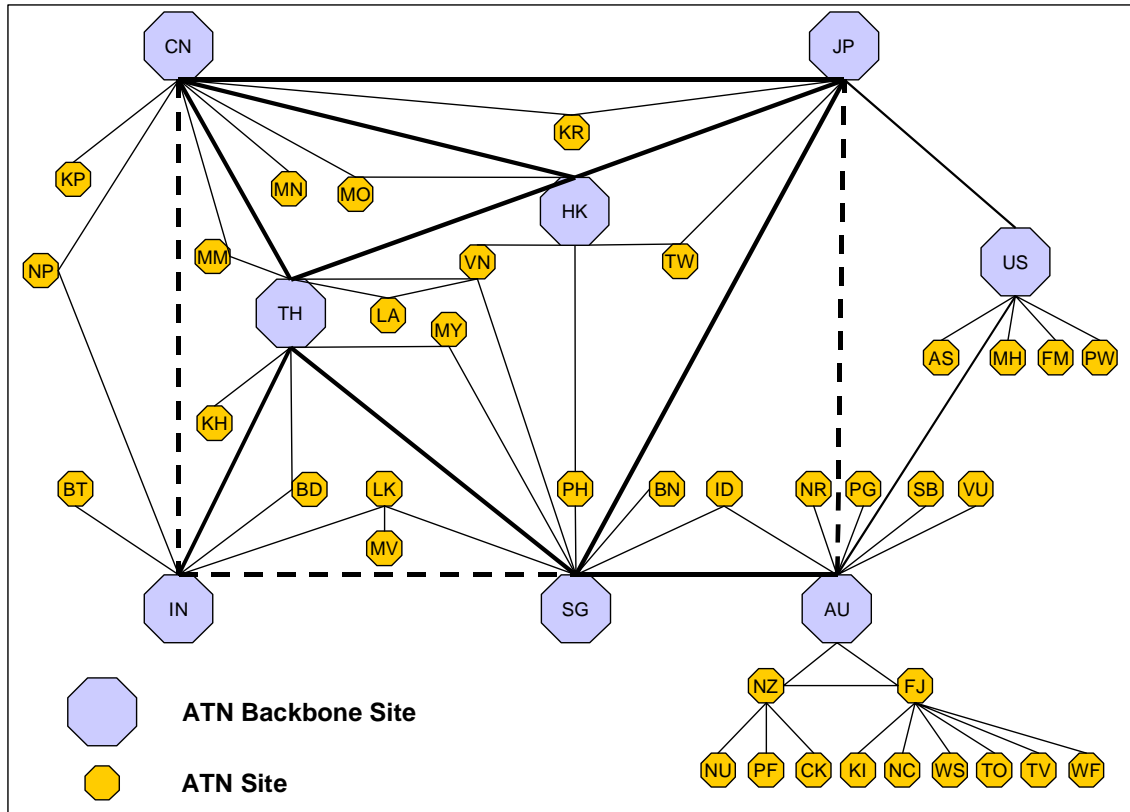 CN
JP
KR
KP
MN
MO
HK
NP
MM
VN
TW
US
TH
LA
MY
AS
MH
FM
PW
KH
BT
BD
LK
PH
BN
ID
NR
PG
SB
VU
MV
IN
SG
AU
NZ
FJ
ATN Backbone Site
NU
PF
CK
KI
NC
WS
TO
TV
WF
ATN Site